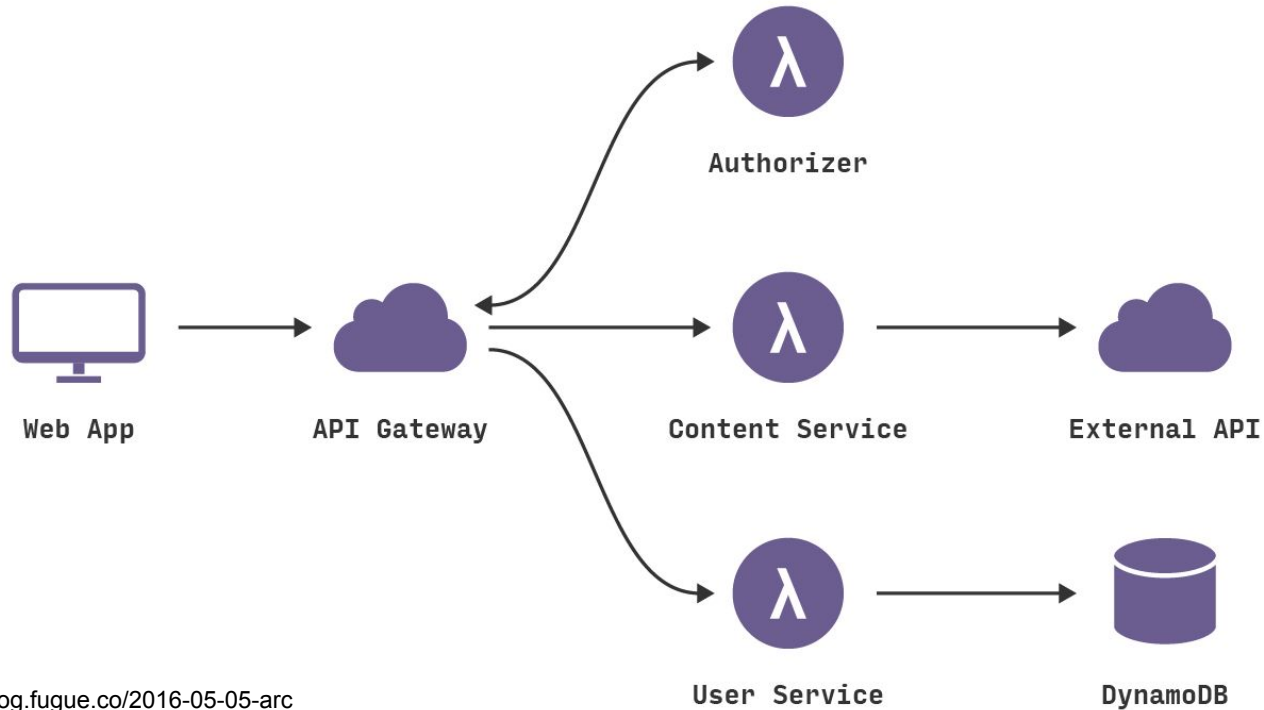 λ
Authorizer
λ
Web App
API Gateway
Content Service
External API
λ
User Service
DynamoDB
og.fugue.co/2016-05-05-arc